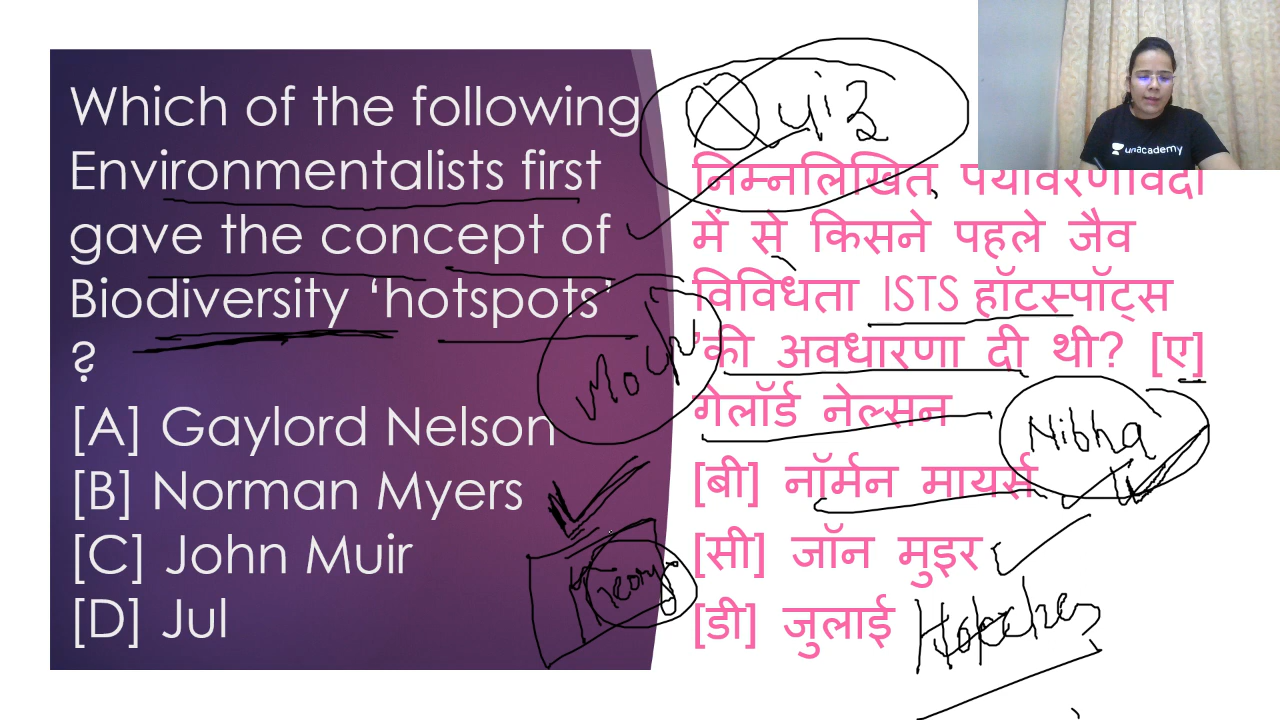 Which of the following
Environmentalists first
gave the concept of
Biodiversity ‘hotspots’
?
[A] Gaylord Nelson
[B] Norman Myers
[C] John Muir
[D] Jul
निम्नलिखित पर्यावरणविदों
में से किसने पहले जैव
विविधता ISTS हॉटस्पॉट्स
'की अवधारणा दी थी? [ए]
गेलॉर्ड नेल्सन
[बी] नॉर्मन मायर्स
[सी] जॉन मुइर
[डी] जुलाई
Nibha
unacademy